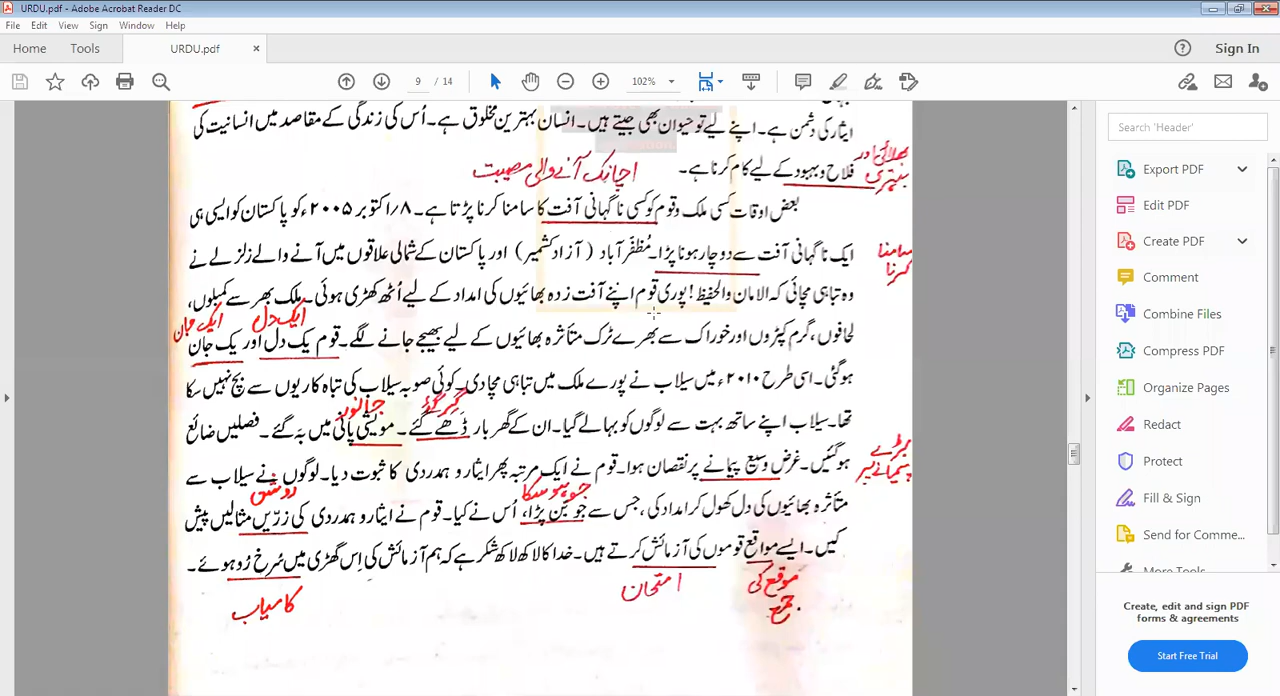 URDU.pdf - Adobe Acrobat Reader DC
File Edit View Sign Window Help
Home Tools URDU.pdf × Sign In
9 / 14 102%
ایثار کی دشمن ہے۔ اپنے لیے تو حیوان بھی جیتے ہیں۔ انسان بہترین مخلوق ہے۔ اُس کی زندگی کے مقاصد میں انسانیت کی
بھلائی اور
بہتری
فلاح و بہبود کے لیے کام کرنا ہے۔
اچانک آنے والی مصیبت
بعض اوقات کسی ملک و قوم کو کسی ناگہانی آفت کا سامنا کرنا پڑتا ہے۔ ۸؍ اکتوبر ۲۰۰۵ء کو پاکستان کو ایسی ہی
سامنا
کرنا
ایک ناگہانی آفت سے دوچار ہونا پڑا۔ مُظفّر آباد (آزاد کشمیر) اور پاکستان کے شمالی علاقوں میں آنے والے زلزلے نے
وہ تباہی مچائی کہ الامان والحفیظ! پوری قوم اپنے آفت زدہ بھائیوں کی امداد کے لیے اُٹھ کھڑی ہوئی۔ ملک بھر سے کمبلوں،
ایک دل
ایک جان
لحافوں، گرم کپڑوں اور خوراک سے بھرے ٹرک متأثرہ بھائیوں کے لیے بھیجے جانے لگے۔ قوم یک دل اور یک جان
ہوگئی۔ اسی طرح ۲۰۱۰ء میں سیلاب نے پورے ملک میں تباہی مچادی۔ کوئی صوبہ سیلاب کی تباہ کاریوں سے بچ نہیں سکا
گِر گئے
جانور
تھا۔ سیلاب اپنے ساتھ بہت سے لوگوں کو بہالے گیا۔ ان کے گھر بار ڈھے گئے۔ مویشی پانی میں بہ گئے۔ فصلیں ضائع
بڑے
پیمانے پر
ہوگئیں۔ غرض وسیع پیمانے پر نقصان ہوا۔ قوم نے ایک مرتبہ پھر ایثار و ہمدردی کا ثبوت دیا۔ لوگوں نے سیلاب سے
جو ہوسکا
روشن
متأثرہ بھائیوں کی دل کھول کر امداد کی، جس سے جو بَن پڑا، اُس نے کیا۔ قوم نے ایثار و ہمدردی کی زرّیں مثالیں پیش
کیں۔ ایسے مواقع قوموں کی آزمائش کرتے ہیں۔ خدا کا لاکھ لاکھ شکر ہے کہ ہم آزمائش کی اِس گھڑی میں سُرخ رُو ہوئے۔
موقع کی
جمع
امتحان
کامیاب
Search 'Header'
Export PDF
Edit PDF
Create PDF
Comment
Combine Files
Compress PDF
Organize Pages
Redact
Protect
Fill & Sign
Send for Comment...
More Tools
Create, edit and sign PDF
forms & agreements
Start Free Trial